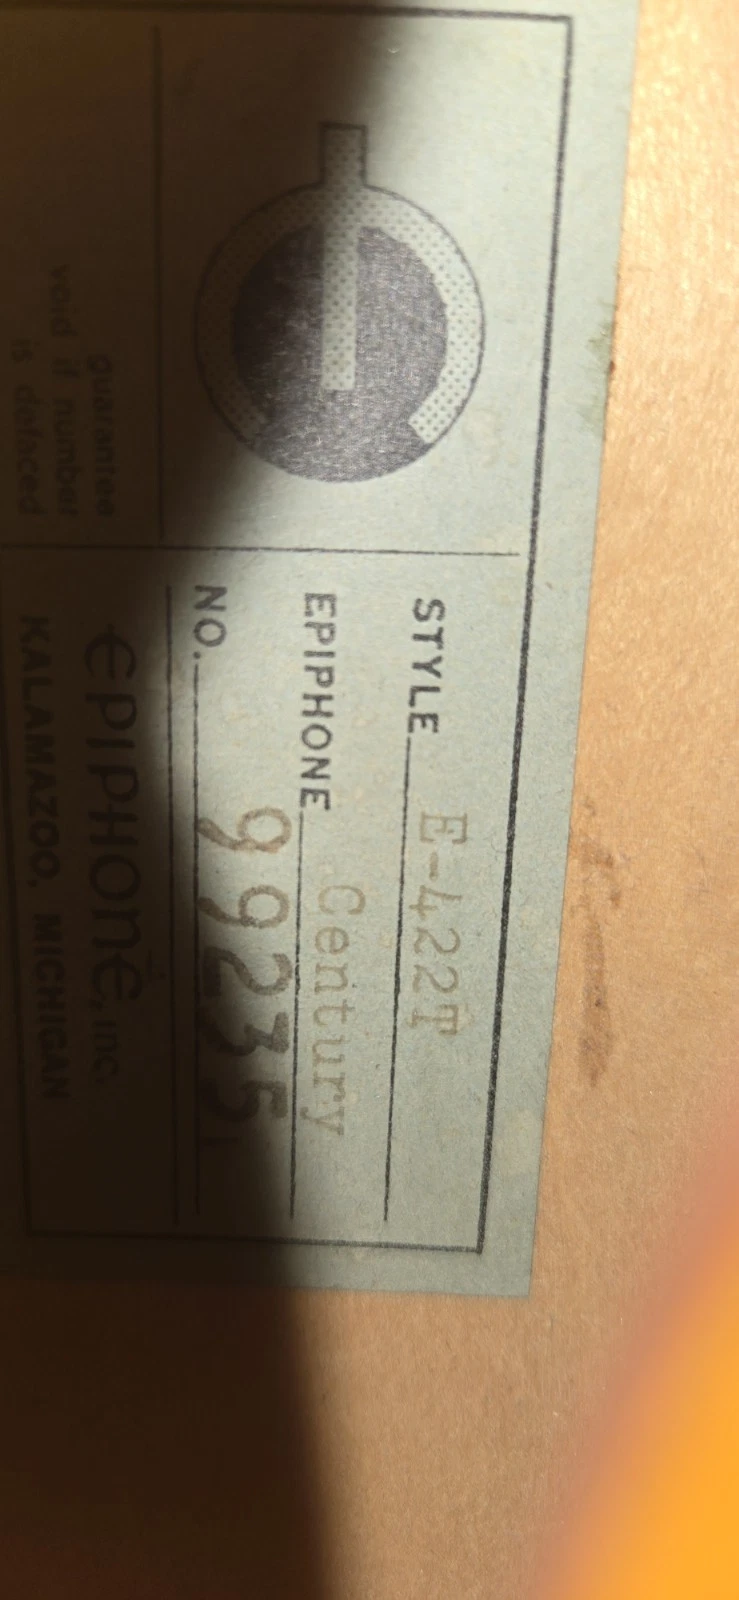 STYLE E-422T
EPIPHONE Century
NO. 99235
guarantee
void if number
is defaced
EPIPHONE, inc.
KALAMAZOO, MICHIGAN